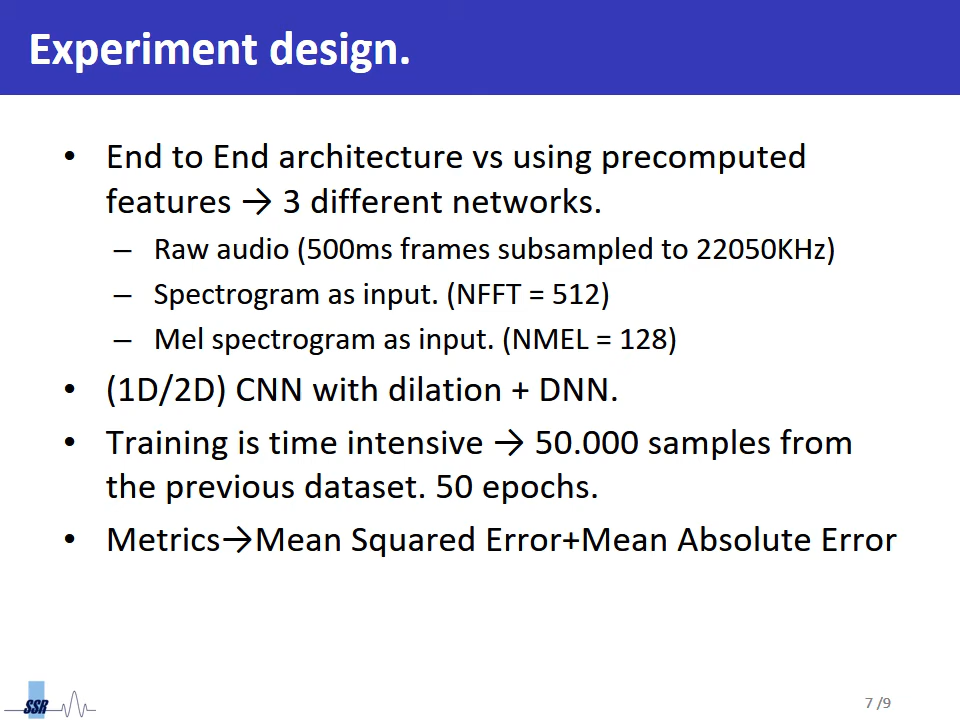 Experiment design.
• End to End architecture vs using precomputed
features → 3 different networks.
– Raw audio (500ms frames subsampled to 22050KHz)
– Spectrogram as input. (NFFT = 512)
– Mel spectrogram as input. (NMEL = 128)
• (1D/2D) CNN with dilation + DNN.
• Training is time intensive → 50.000 samples from
the previous dataset. 50 epochs.
• Metrics→Mean Squared Error+Mean Absolute Error
SSR
7 /9